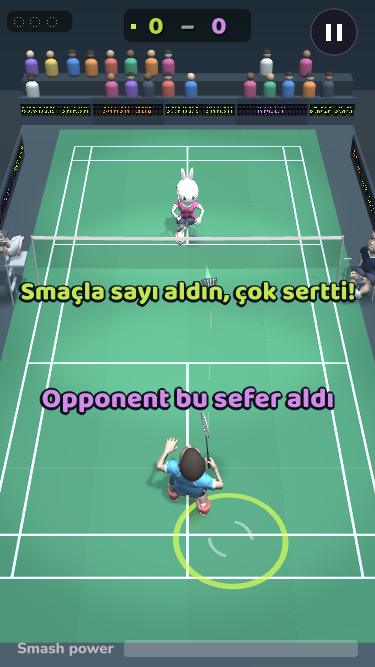 0 – 0
Smaçla sayı aldın, çok sertti!
Opponent bu sefer aldı
Smash power